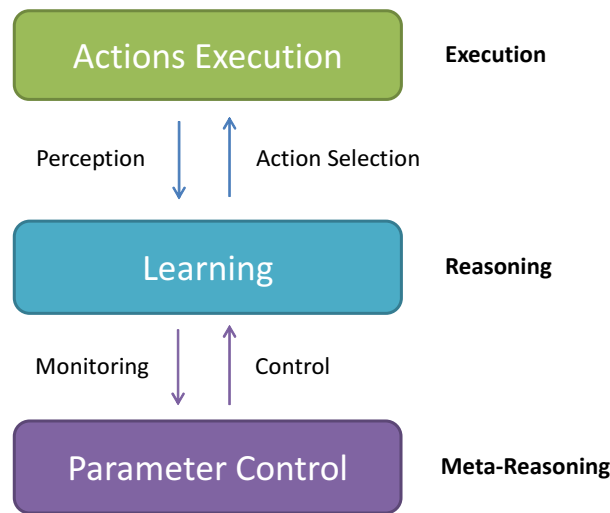 Actions Execution
Execution
Perception
Action Selection
Learning
Reasoning
Monitoring
Control
Parameter Control
Meta-Reasoning